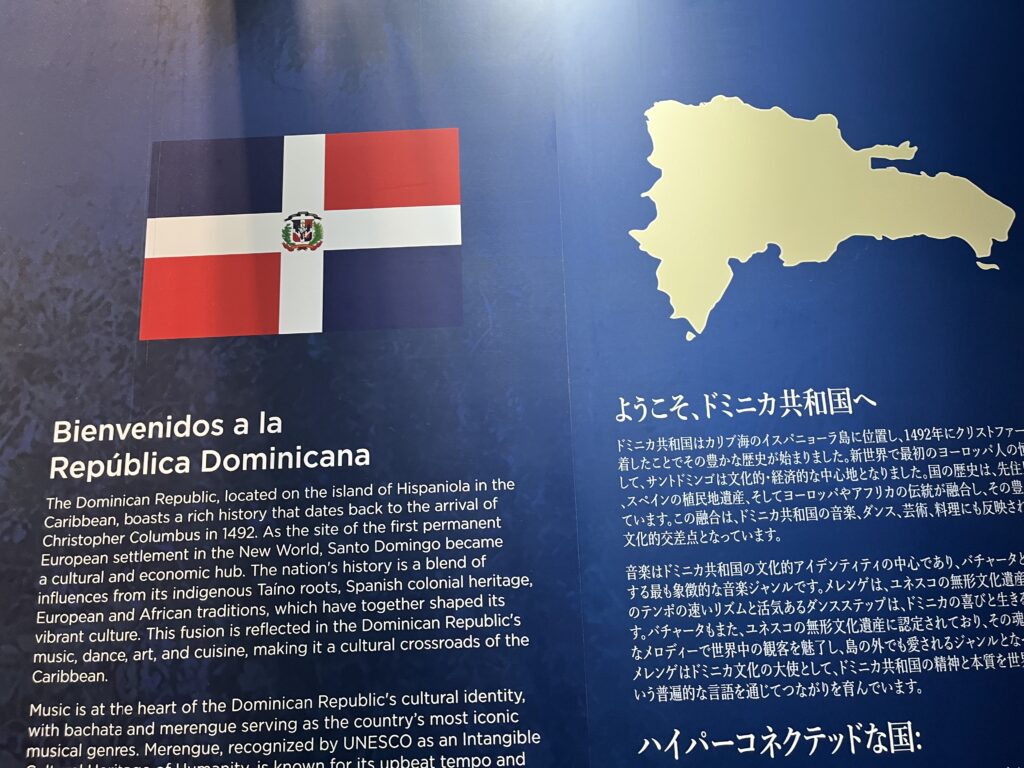 Bienvenidos a la
República Dominicana
The Dominican Republic, located on the island of Hispaniola in the
Caribbean, boasts a rich history that dates back to the arrival of
Christopher Columbus in 1492. As the site of the first permanent
European settlement in the New World, Santo Domingo became
a cultural and economic hub. The nation's history is a blend of
influences from its indigenous Taíno roots, Spanish colonial heritage,
European and African traditions, which have together shaped its
vibrant culture. This fusion is reflected in the Dominican Republic's
music, dance, art, and cuisine, making it a cultural crossroads of the
Caribbean.
Music is at the heart of the Dominican Republic's cultural identity,
with bachata and merengue serving as the country's most iconic
musical genres. Merengue, recognized by UNESCO as an Intangible
Cultural Heritage of Humanity, is known for its upbeat tempo and
ようこそ、ドミニカ共和国へ
ドミニカ共和国はカリブ海のイスパニョーラ島に位置し、1492年にクリストファー
着したことでその豊かな歴史が始まりました。新世界で最初のヨーロッパ人の
して、サントドミンゴは文化的・経済的な中心地となりました。国の歴史は、先住
、スペインの植民地遺産、そしてヨーロッパやアフリカの伝統が融合し、その豊
ています。この融合は、ドミニカ共和国の音楽、ダンス、芸術、料理にも反映され
文化的交差点となっています。
音楽はドミニカ共和国の文化的アイデンティティの中心であり、バチャータと
する最も象徴的な音楽ジャンルです。メレンゲは、ユネスコの無形文化遺産
のテンポの速いリズムと活気あるダンスステップは、ドミニカの喜びと生き
す。バチャータもまた、ユネスコの無形文化遺産に認定されており、その魂
なメロディーで世界中の観客を魅了し、島の外でも愛されるジャンルとな
メレンゲはドミニカ文化の大使として、ドミニカ共和国の精神と本質を世界
いう普遍的な言語を通じてつながりを育んでいます。
ハイパーコネクテッドな国: